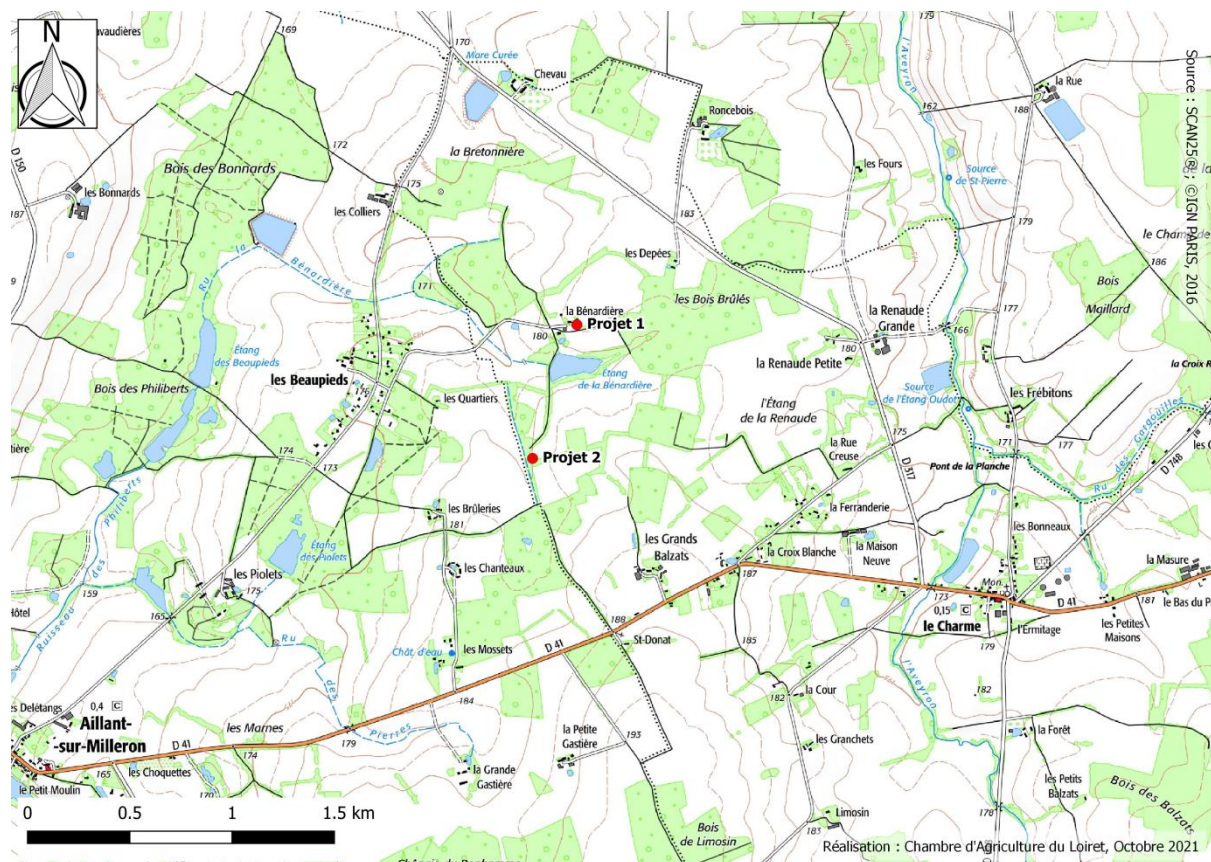 N
vaudières
169
170
Mare Curée
Chevau
179
l'Aveyron
la Rue
Source : SCAN25® ; ©IGN PARIS, 2016
162
188
Roncebois
D 150
Bois des Bonnards
172
la Bretonnière
les Fours
Source
de St-Pierre
les Bonnards
175
les Colliers
187
183
179
le Cham
186
Ru la Bénardière
les Depées
171
les Bois Brûlés
Bois
Maillard
la Bénardière
180
Projet 1
la Renaude
Grande
177
166
180
la Renaude Petite
Étang
des Beaupieds
Etang
de la Bénardière
la Croix R
les Beaupieds
Bois des Philiberts
176
les Quartiers
Source
de l'Étang Oudot
l'Étang
de la Renaude
les Frébitons
175
la Rue
Creuse
171
177
Ru des Gargouilles
174
173
Projet 2
D 317
Pont de la Planche
D 748
les Brûleries
181
la Ferranderie
les Bonneaux
Ruisseau des Philiberts
Étang
des Piolets
les Grands
Balzats
la Croix Blanche
la Maison
Neuve
les Chanteaux
187
la Masure
les Piolets
175
159
Hôtel
165
Mon.
173
D 41
181
0,15 C
le Charme
l'Ermitage
les Petites
Maisons
le Bas du P
188
St-Donat
D 41
185
179
les Mossets
Chât. d'eau
Ru des Pierres
l'Aveyron
184
182
la Cour
182
es Delétangs
0,4 C
Aillant-
-sur-Milleron
les Marnes
D 41
179
174
193
la Petite
Gastière
les Granchets
la Forêt
165
les Choquettes
170
le Petit-Moulin
la Grande
Gastière
les Petits
Balzats
Bois des Balzats
178
0 0.5 1 1.5 km
Bois
de Limosin
Limosin
183
Réalisation : Chambre d'Agriculture du Loiret, Octobre 2021